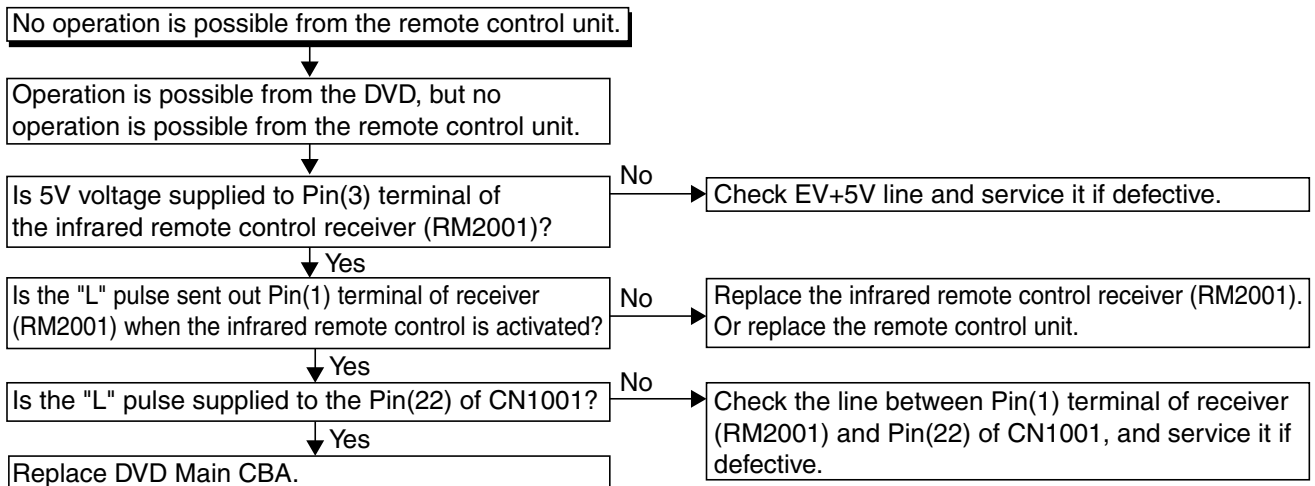 No operation is possible from the remote control unit.
Operation is possible from the DVD, but no
operation is possible from the remote control unit.
Is 5V voltage supplied to Pin(3) terminal of
the infrared remote control receiver (RM2001)?
No
Check EV+5V line and service it if defective.
Yes
Is the "L" pulse sent out Pin(1) terminal of receiver
(RM2001) when the infrared remote control is activated?
No
Replace the infrared remote control receiver (RM2001).
Or replace the remote control unit.
Yes
Is the "L" pulse supplied to the Pin(22) of CN1001?
No
Check the line between Pin(1) terminal of receiver
(RM2001) and Pin(22) of CN1001, and service it if
defective.
Yes
Replace DVD Main CBA.